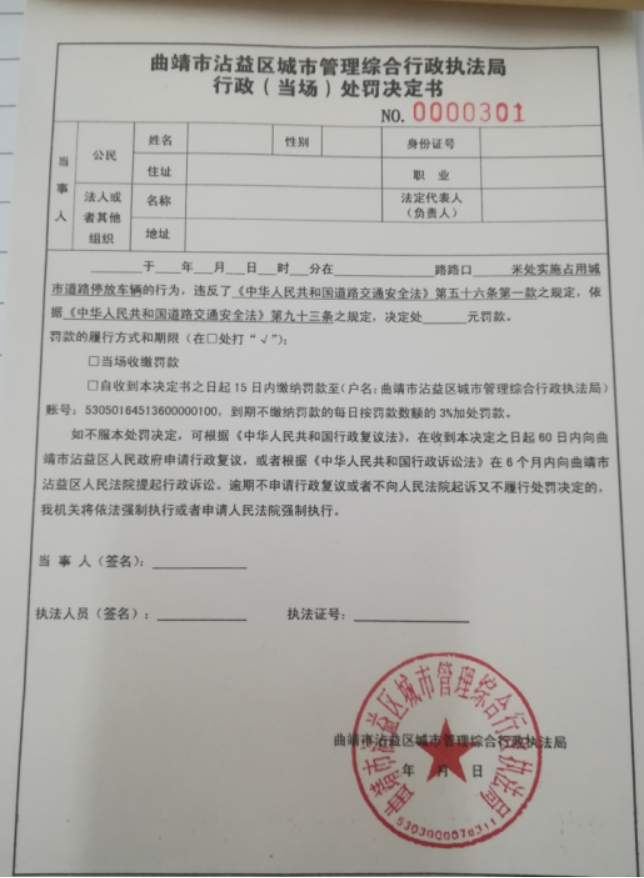 曲靖市沾益区城市管理综合行政执法局
行政（当场）处罚决定书
NO. 0000301
当事人
公民
姓名 性别 身份证号
住址 职 业
法人或者其他组织
名称 法定代表人（负责人）
地址
______于___年___月___日___时___分在________路路口____米处实施占用城
市道路停放车辆的行为，违反了《中华人民共和国道路交通安全法》第五十六条第一款之规定，依
据《中华人民共和国道路交通安全法》第九十三条之规定，决定处______元罚款。
罚款的履行方式和期限（在□处打“√”）：
□当场收缴罚款
□自收到本决定书之日起 15 日内缴纳罚款至（户名：曲靖市沾益区城市管理综合行政执法局）
账号：53050164513600000100，到期不缴纳罚款的每日按罚款数额的 3%加处罚款。
如不服本处罚决定，可根据《中华人民共和国行政复议法》，在收到本决定之日起 60 日内向曲
靖市沾益区人民政府申请行政复议，或者根据《中华人民共和国行政诉讼法》在 6 个月内向曲靖市
沾益区人民法院提起行政诉讼。逾期不申请行政复议或者不向人民法院起诉又不履行处罚决定的，
我机关将依法强制执行或者申请人民法院强制执行。
当 事 人（签名）：__________
执法人员（签名）：__________ 执法证号：____________
曲靖市沾益区城市管理综合行政执法局
年 月 日
曲靖市沾益区城市管理综合行政执法局